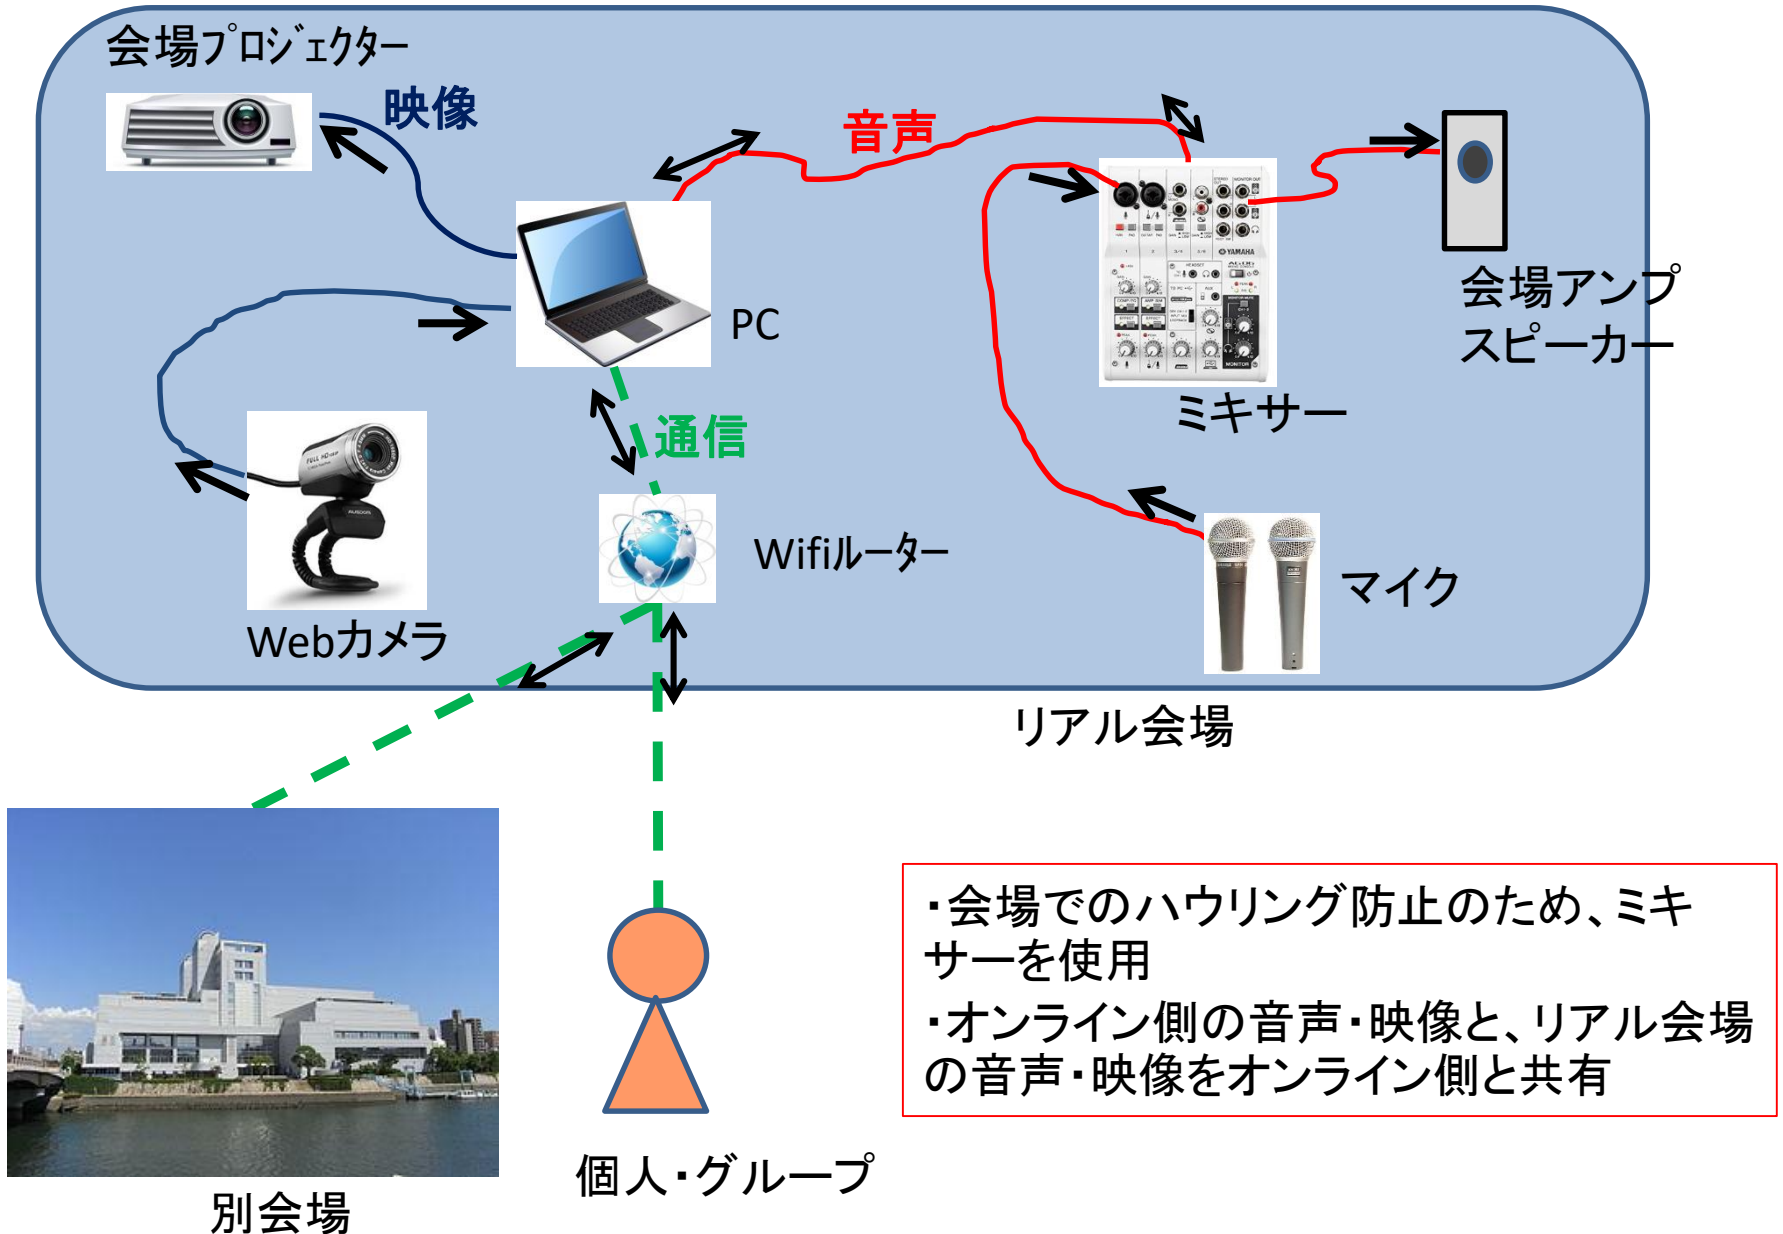 会場プロジェクター
映像
音声
PC
会場アンプ
スピーカー
YAMAHA
ミキサー
通信
Wifiルーター
マイク
FULL HD
Webカメラ
リアル会場
・会場でのハウリング防止のため、ミキ
サーを使用
・オンライン側の音声・映像と、リアル会場
の音声・映像をオンライン側と共有
個人・グループ
別会場